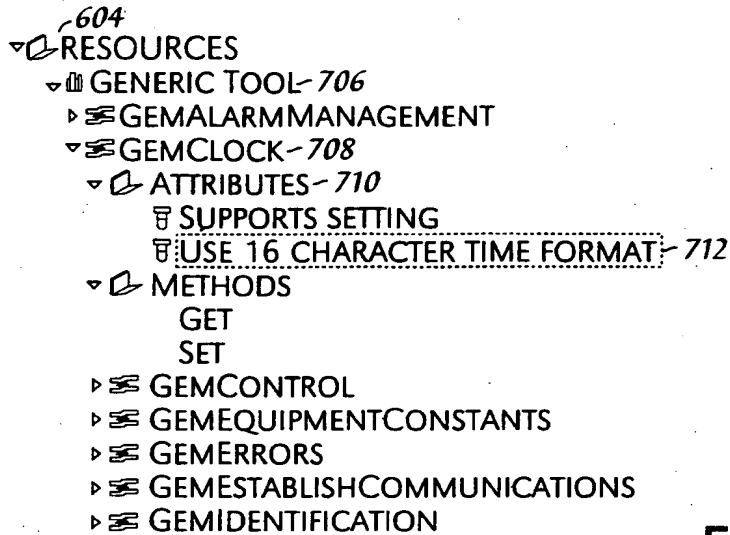 604
RESOURCES
GENERIC TOOL 706
GEMALARMMANAGEMENT
GEMCLOCK 708
ATTRIBUTES 710
SUPPORTS SETTING
USE 16 CHARACTER TIME FORMAT 712
METHODS
GET
SET
GEMCONTROL
GEMEQUIPMENTCONSTANTS
GEMERRORS
GEMESTABLISHCOMMUNICATIONS
GEMIDENTIFICATION